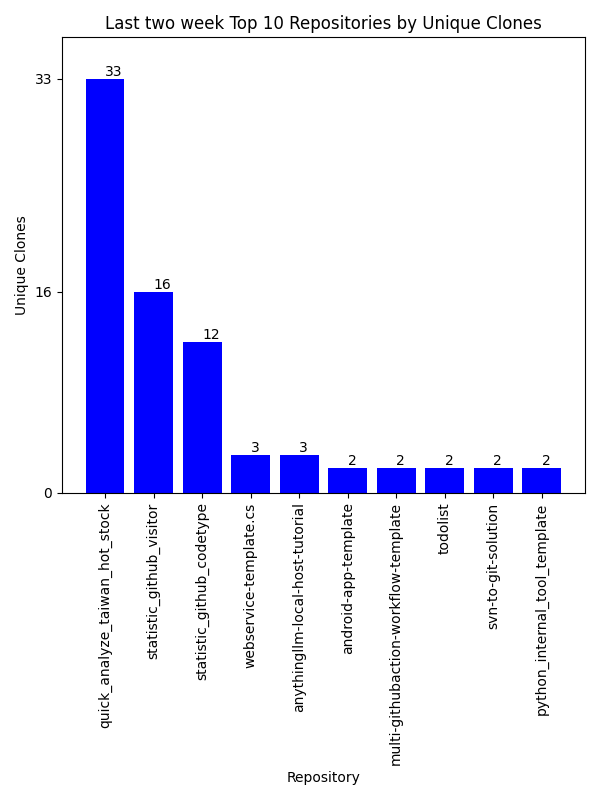 Last two week Top 10 Repositories by Unique Clones
Unique Clones
33
16
0
33
16
12
3
3
2
2
2
2
2
quick_analyze_taiwan_hot_stock
statistic_github_visitor
statistic_github_codetype
webservice-template.cs
anythingllm-local-host-tutorial
android-app-template
multi-githubaction-workflow-template
todolist
svn-to-git-solution
python_internal_tool_template
Repository